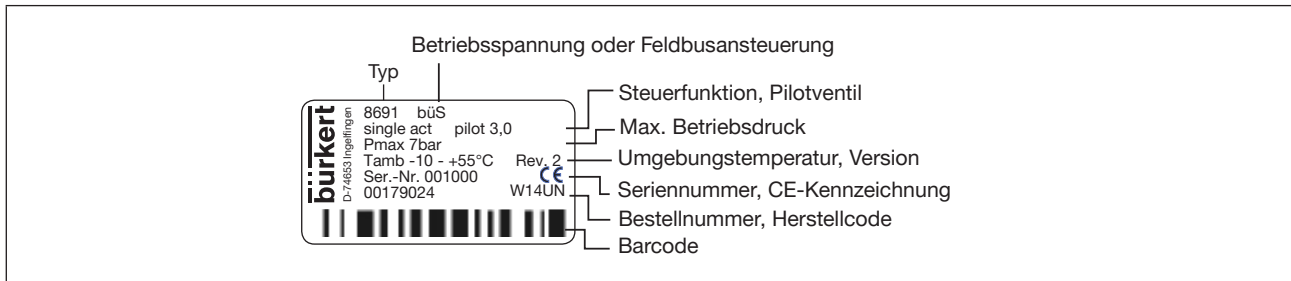 Betriebsspannung oder Feldbusansteuerung
Typ
bürkert
D-74653 Ingelfingen
8691 büS
single act pilot 3,0
Pmax 7bar
Tamb -10 - +55°C Rev. 2
Ser.-Nr. 001000 CE
00179024 W14UN
Steuerfunktion, Pilotventil
Max. Betriebsdruck
Umgebungstemperatur, Version
Seriennummer, CE-Kennzeichnung
Bestellnummer, Herstellcode
Barcode